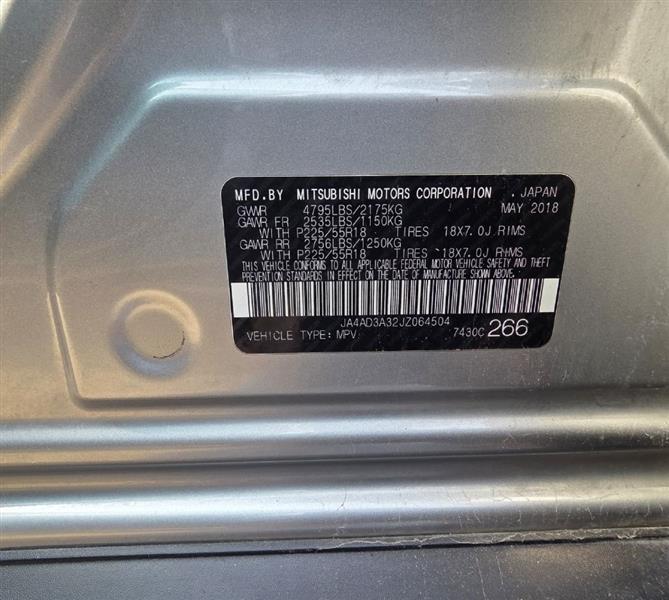 MFD.BY MITSUBISHI MOTORS CORPORATION . JAPAN
GVWR 4795LBS/2175KG MAY 2018
GAWR FR 2535LBS/1150KG
WITH P225/55R18 TIRES 18X7.0J RIMS
GAWR RR 2756LBS/1250KG
WITH P225/55R18 TIRES 18X7.0J RIMS
THIS VEHICLE CONFORMS TO ALL APPLICABLE FEDERAL MOTOR VEHICLE SAFETY AND THEFT
PREVENTION STANDARDS IN EFFECT ON THE DATE OF MANUFACTURE SHOWN ABOVE.
JA4AD3A32JZ064504
VEHICLE TYPE: MPV 7430C 266